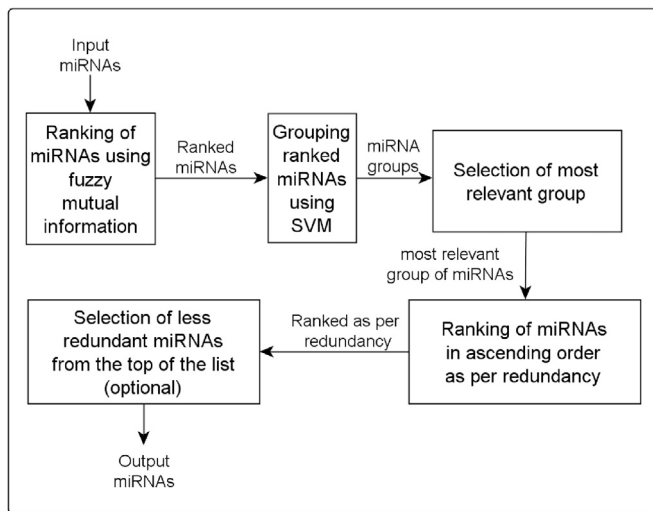 Input
miRNAs
Ranking of
miRNAs using
fuzzy
mutual
information
Ranked
miRNAs
Grouping
ranked
miRNAs
using
SVM
miRNA
groups
Selection of most
relevant group
most relevant
group of miRNAs
Ranking of miRNAs
in ascending order
as per redundancy
Ranked as per
redundancy
Selection of less
redundant miRNAs
from the top of the list
(optional)
Output
miRNAs